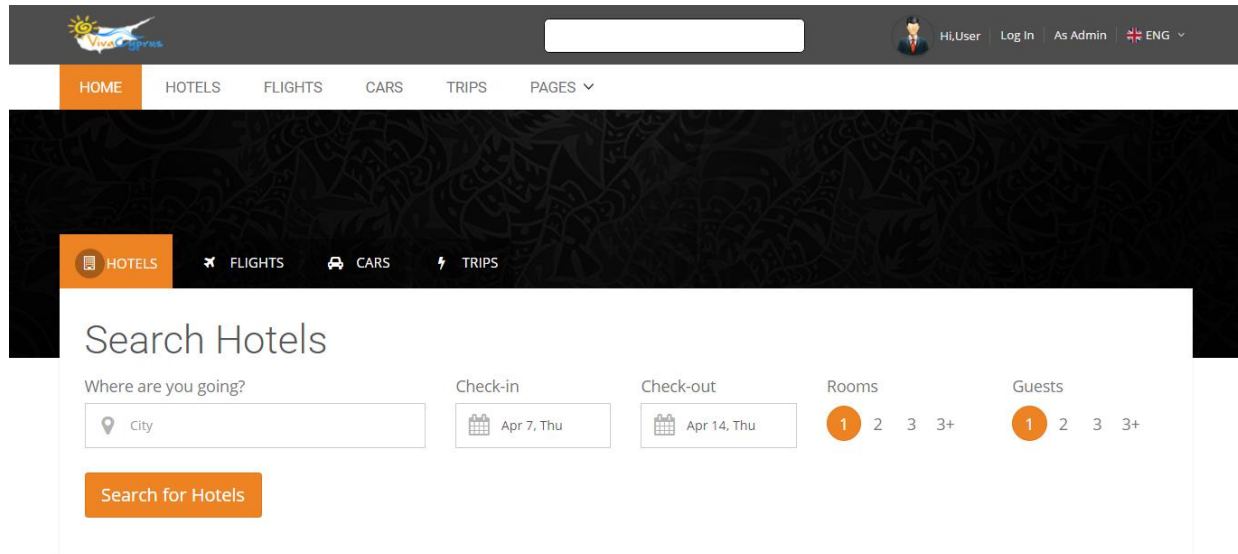 VivaCyprus
Hi,User Log In As Admin ENG
HOME HOTELS FLIGHTS CARS TRIPS PAGES
HOTELS FLIGHTS CARS TRIPS
Search Hotels
Where are you going? Check-in Check-out Rooms Guests
City Apr 7, Thu Apr 14, Thu 1 2 3 3+ 1 2 3 3+
Search for Hotels